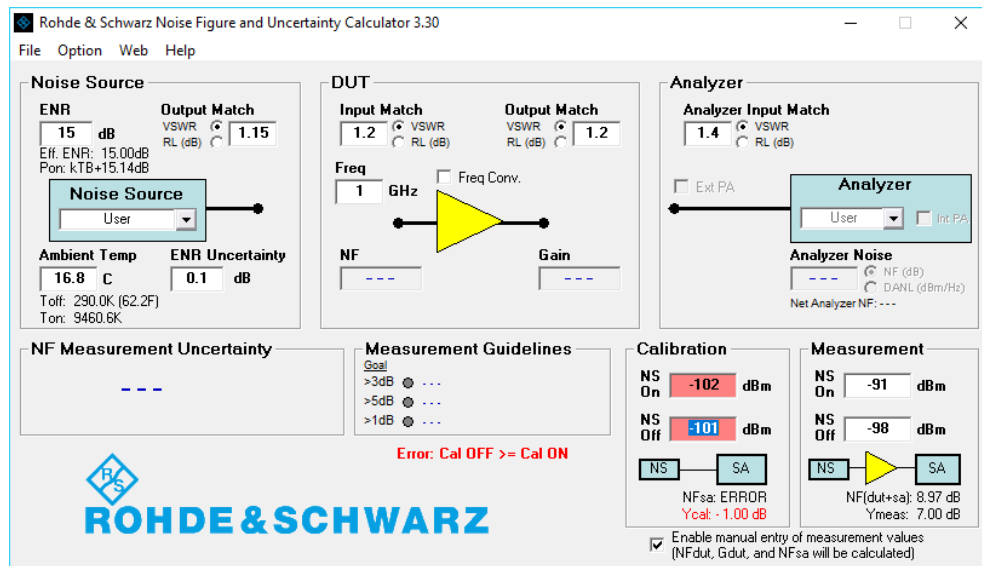 Rohde & Schwarz Noise Figure and Uncertainty Calculator 3.30
File Option Web Help
Noise Source
ENR
15 dB
Eff. ENR: 15.00dB
Pon: kTB+15.14dB
Output Match
VSWR
RL (dB)
1.15
Noise Source
User
Ambient Temp
16.8 C
Toff: 290.0K (62.2F)
Ton: 9460.6K
ENR Uncertainty
0.1 dB
DUT
Input Match
1.2 VSWR
RL (dB)
Output Match
VSWR
RL (dB)
1.2
Freq
1 GHz
Freq Conv.
NF
---
Gain
---
Analyzer
Analyzer Input Match
1.4 VSWR
RL (dB)
Ext PA
Analyzer
User
Int PA
Analyzer Noise
--- NF (dB)
DANL (dBm/Hz)
Net Analyzer NF: ---
NF Measurement Uncertainty
---
Measurement Guidelines
Goal
>3dB ---
>5dB ---
>1dB ---
Error: Cal OFF >= Cal ON
Calibration
NS On -102 dBm
NS Off -101 dBm
NS SA
NFsa: ERROR
Ycal: -1.00 dB
Measurement
NS On -91 dBm
NS Off -98 dBm
NS SA
NF(dut+sa): 8.97 dB
Ymeas: 7.00 dB
Enable manual entry of measurement values
(NFdut, Gdut, and NFsa will be calculated)
R S
ROHDE & SCHWARZ